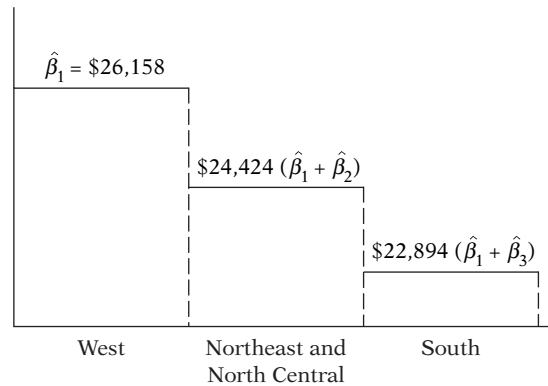 β̂₁ = $26,158
$24,424 (β̂₁ + β̂₂)
$22,894 (β̂₁ + β̂₃)
West
Northeast and
North Central
South